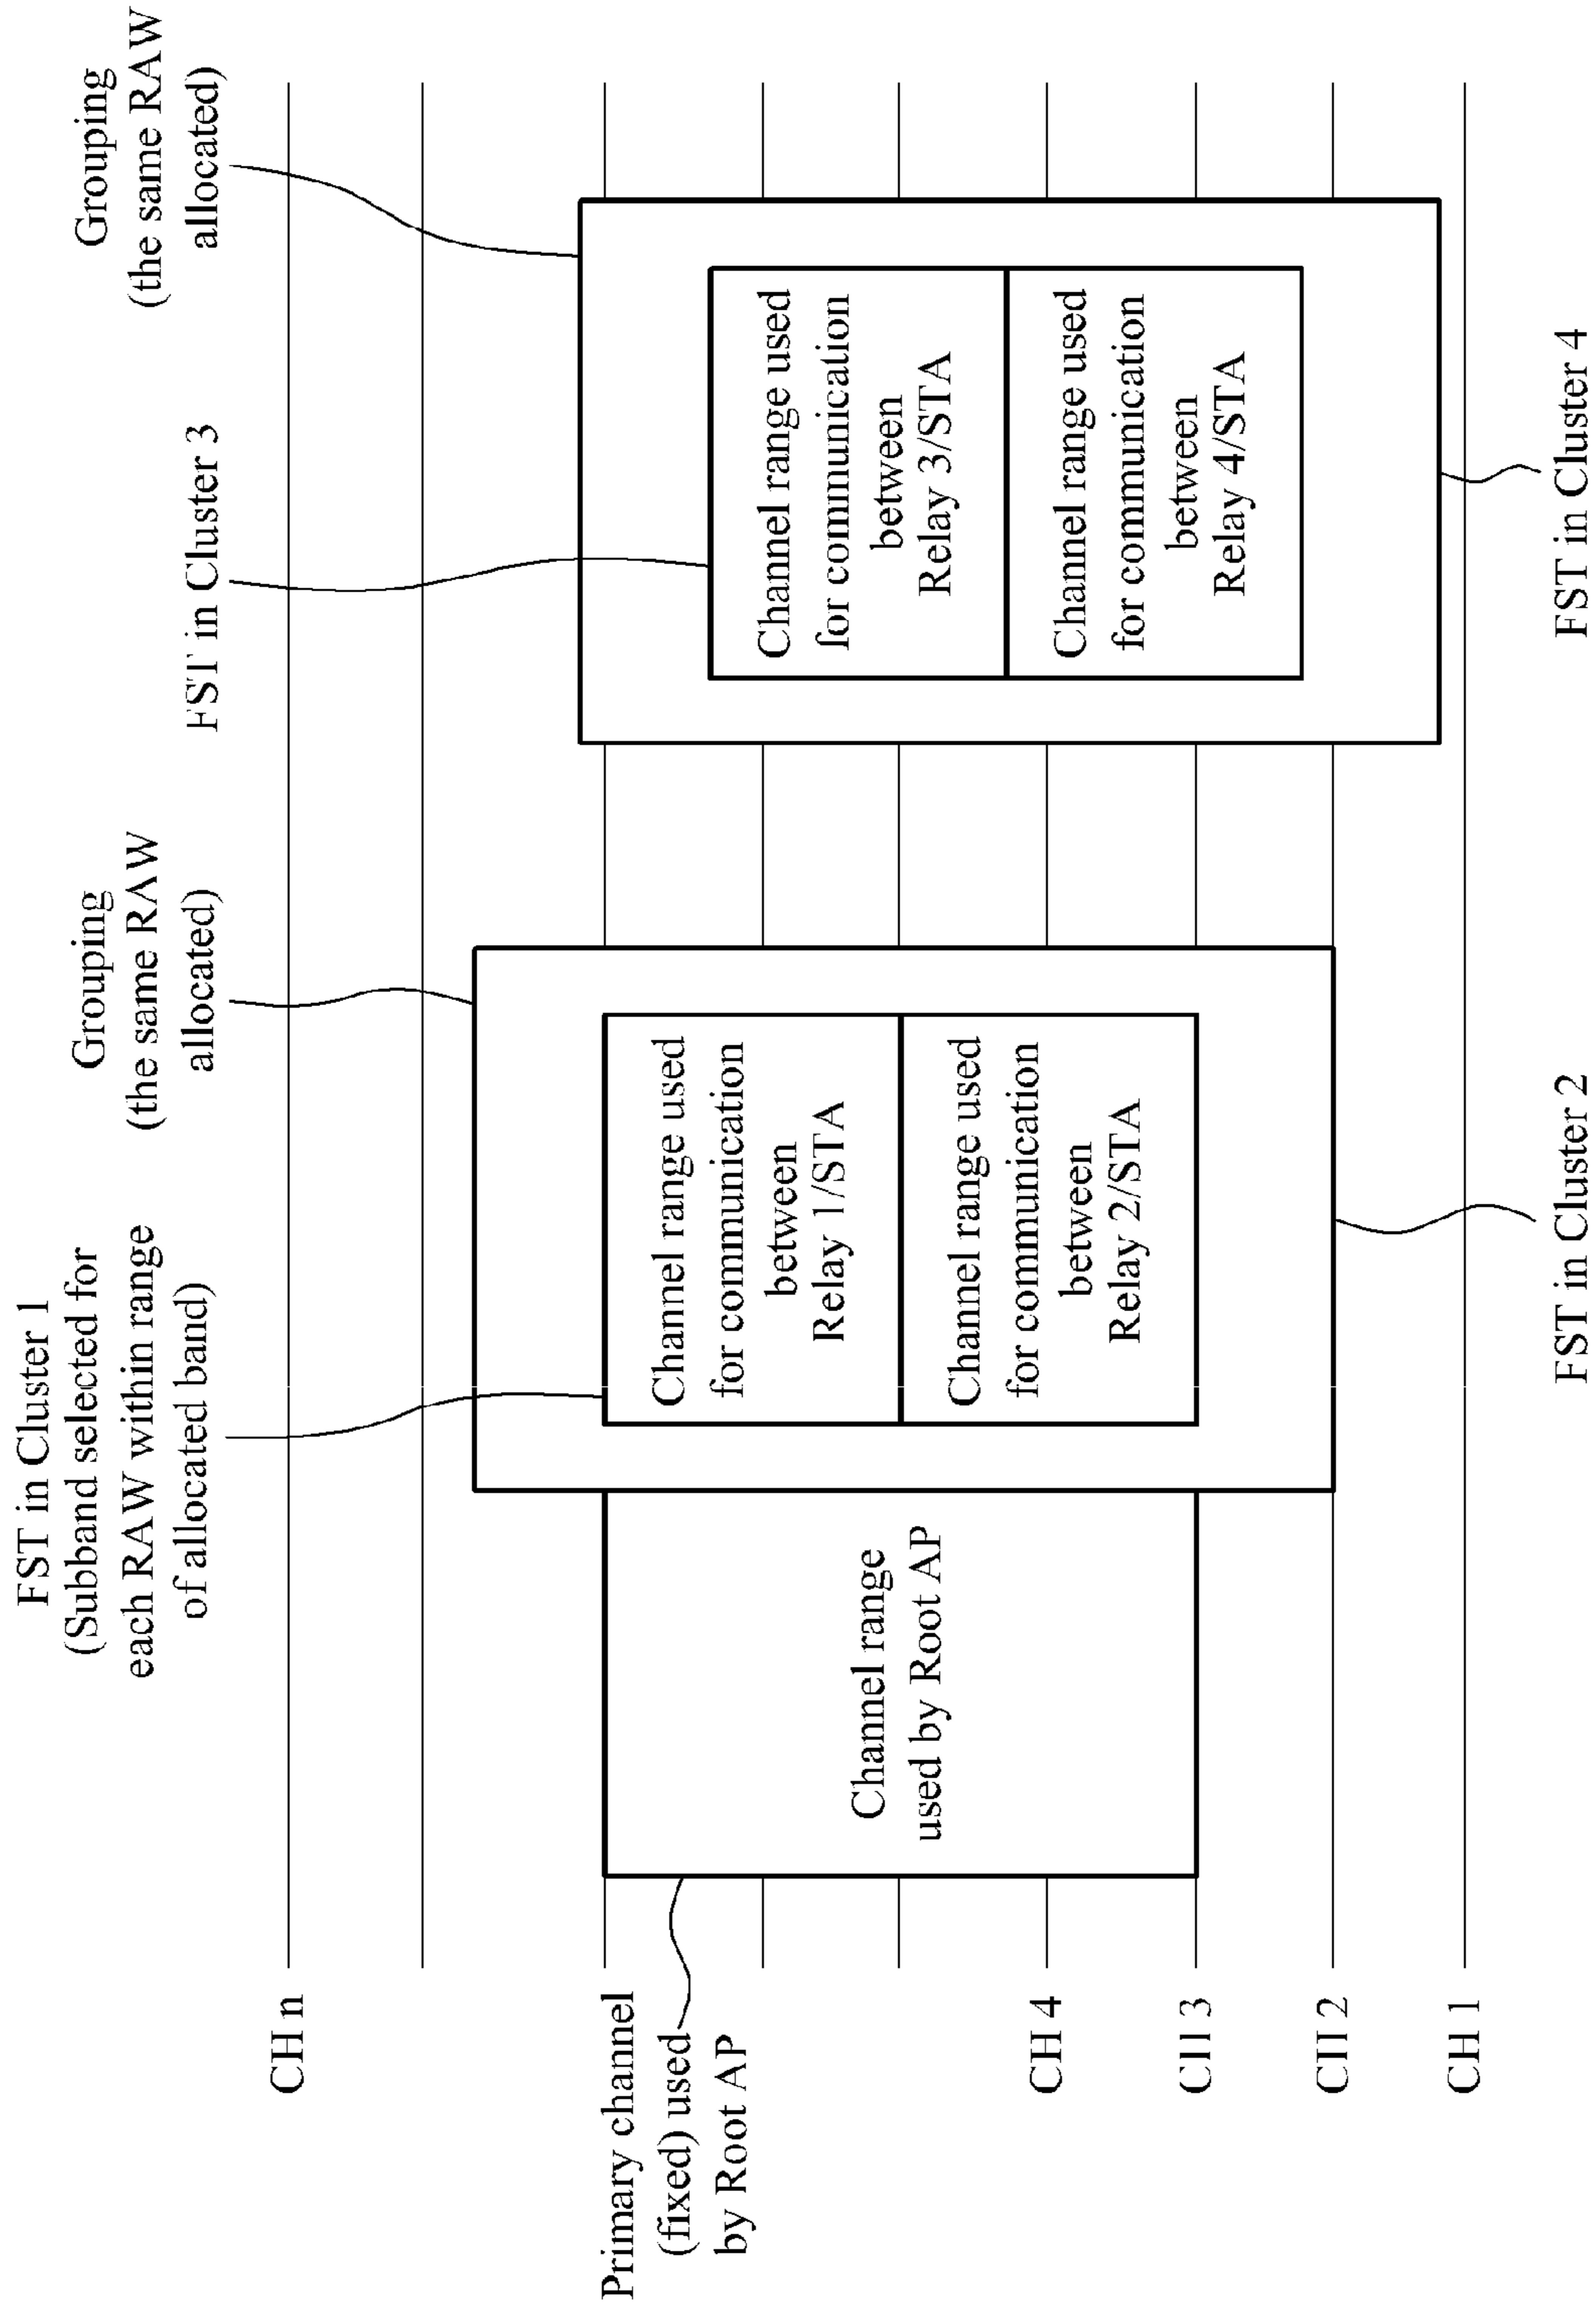 FST in Cluster 1
(Subband selected for
each RAW within range
of allocated band)
Grouping
(the same RAW
allocated)
FST in Cluster 3
Grouping
(the same RAW
allocated)
CH n
Primary channel
(fixed) used
by Root AP
CH 4
CH 3
CH 2
CH 1
Channel range
used by Root AP
Channel range used
for communication
between
Relay 1/STA
Channel range used
for communication
between
Relay 2/STA
Channel range used
for communication
between
Relay 3/STA
Channel range used
for communication
between
Relay 4/STA
FST in Cluster 2
FST in Cluster 4